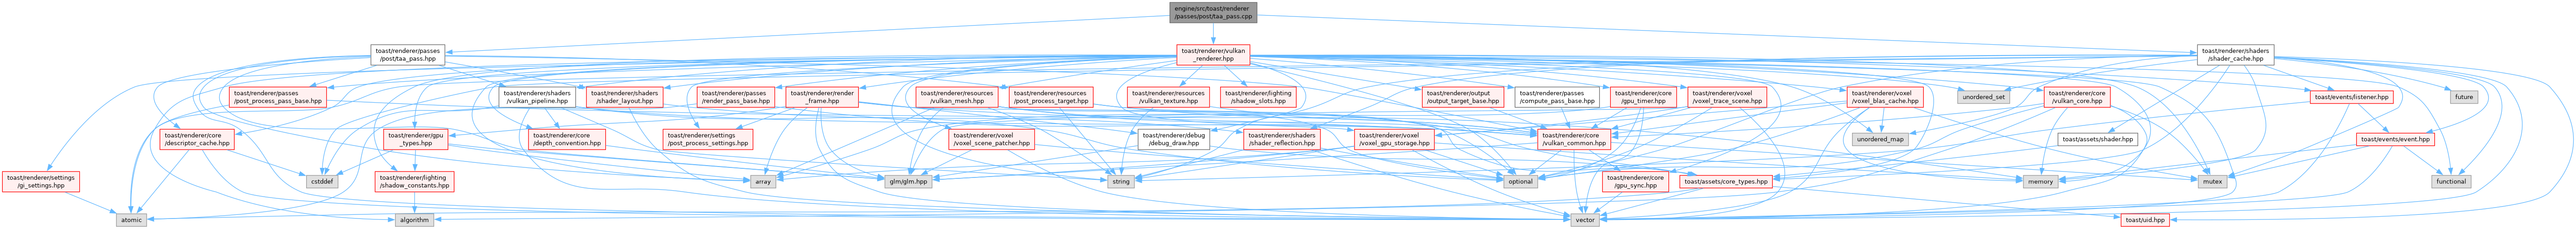 engine/src/toast/renderer
/passes/post/taa_pass.cpp
toast/renderer/passes
/post/taa_pass.hpp
toast/renderer/vulkan
_renderer.hpp
toast/renderer/shaders
/shader_cache.hpp
toast/renderer/passes
/post_process_pass_base.hpp
toast/renderer/shaders
/vulkan_pipeline.hpp
toast/renderer/shaders
/shader_layout.hpp
toast/renderer/passes
/render_pass_base.hpp
toast/renderer/render
_frame.hpp
toast/renderer/resources
/vulkan_mesh.hpp
toast/renderer/resources
/post_process_target.hpp
toast/renderer/resources
/vulkan_texture.hpp
toast/renderer/lighting
/shadow_slots.hpp
toast/renderer/output
/output_target_base.hpp
toast/renderer/passes
/compute_pass_base.hpp
toast/renderer/core
/gpu_timer.hpp
toast/renderer/voxel
/voxel_trace_scene.hpp
toast/renderer/voxel
/voxel_blas_cache.hpp
unordered_set
toast/renderer/core
/vulkan_core.hpp
toast/events/listener.hpp
future
toast/renderer/core
/descriptor_cache.hpp
toast/renderer/gpu
_types.hpp
toast/renderer/core
/depth_convention.hpp
toast/renderer/settings
/post_process_settings.hpp
toast/renderer/voxel
/voxel_scene_patcher.hpp
toast/renderer/debug
/debug_draw.hpp
toast/renderer/shaders
/shader_reflection.hpp
toast/renderer/voxel
/voxel_gpu_storage.hpp
toast/renderer/core
/vulkan_common.hpp
unordered_map
toast/assets/shader.hpp
toast/events/event.hpp
toast/renderer/settings
/gi_settings.hpp
cstddef
toast/renderer/lighting
/shadow_constants.hpp
array
glm/glm.hpp
string
optional
toast/renderer/core
/gpu_sync.hpp
toast/assets/core_types.hpp
memory
mutex
functional
atomic
algorithm
vector
toast/uid.hpp